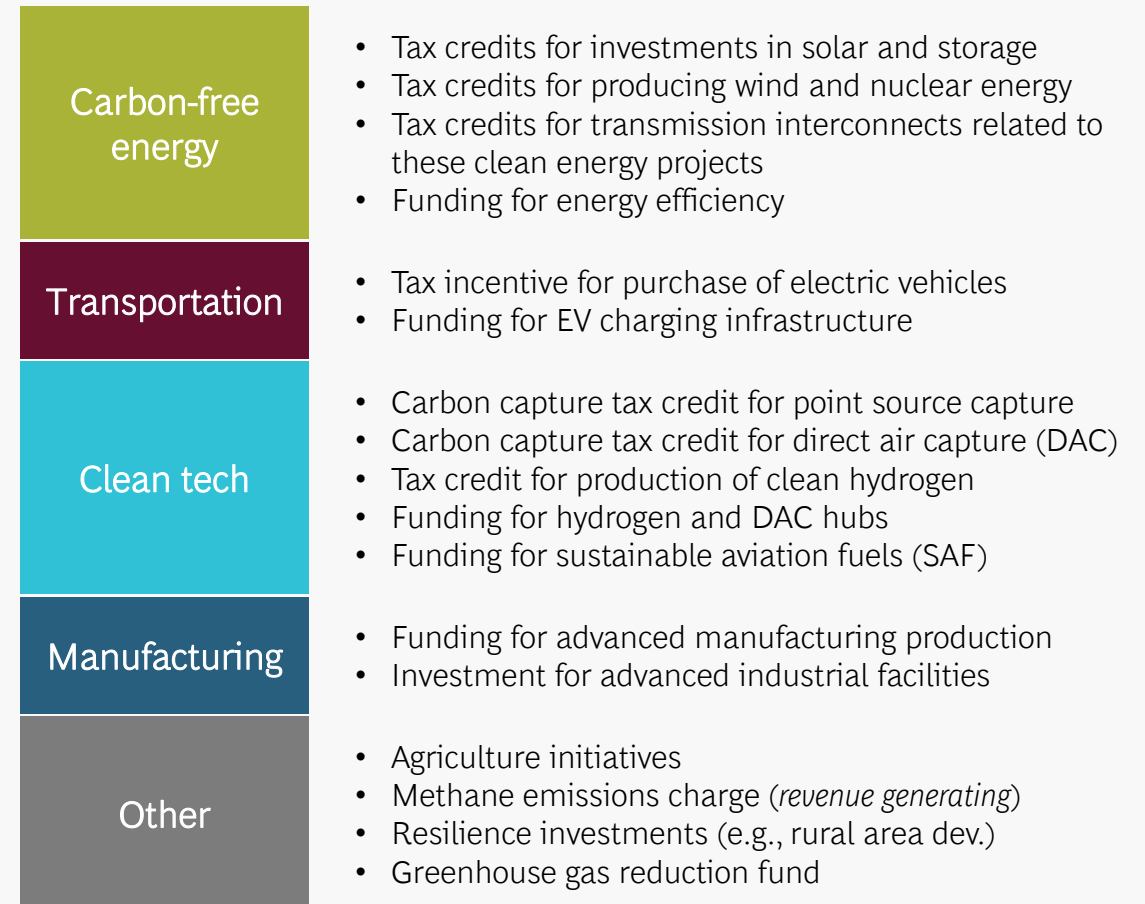 Carbon-free
energy
• Tax credits for investments in solar and storage
• Tax credits for producing wind and nuclear energy
• Tax credits for transmission interconnects related to
these clean energy projects
• Funding for energy efficiency
Transportation
• Tax incentive for purchase of electric vehicles
• Funding for EV charging infrastructure
Clean tech
• Carbon capture tax credit for point source capture
• Carbon capture tax credit for direct air capture (DAC)
• Tax credit for production of clean hydrogen
• Funding for hydrogen and DAC hubs
• Funding for sustainable aviation fuels (SAF)
Manufacturing
• Funding for advanced manufacturing production
• Investment for advanced industrial facilities
Other
• Agriculture initiatives
• Methane emissions charge (revenue generating)
• Resilience investments (e.g., rural area dev.)
• Greenhouse gas reduction fund